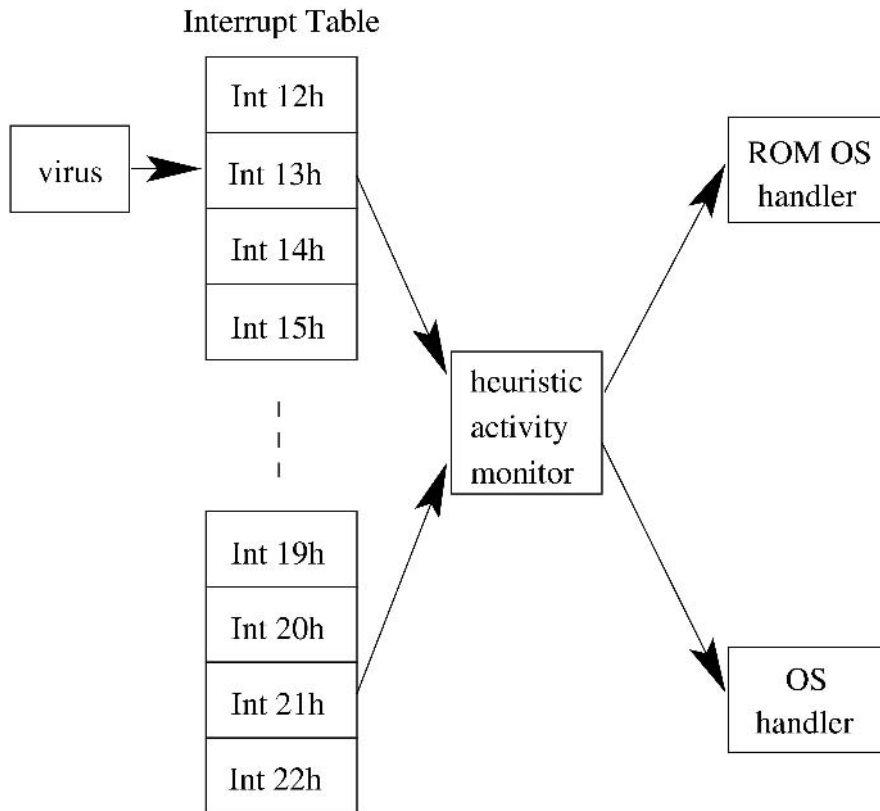 Interrupt Table
Int 12h
virus
Int 13h
Int 14h
Int 15h
Int 19h
Int 20h
Int 21h
Int 22h
heuristic
activity
monitor
ROM OS
handler
OS
handler